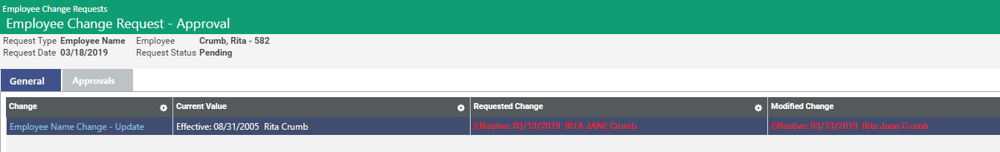 Employee Change Requests
Employee Change Request - Approval
Request Type Employee Name Employee Crumb, Rita - 582
Request Date 03/18/2019 Request Status Pending
General Approvals
Change Current Value Requested Change Modified Change
Employee Name Change - Update Effective: 08/31/2005 Rita Crumb Effective: 03/13/2019 RITA JANE Crumb Effective: 03/13/2019 Rita Jane Crumb